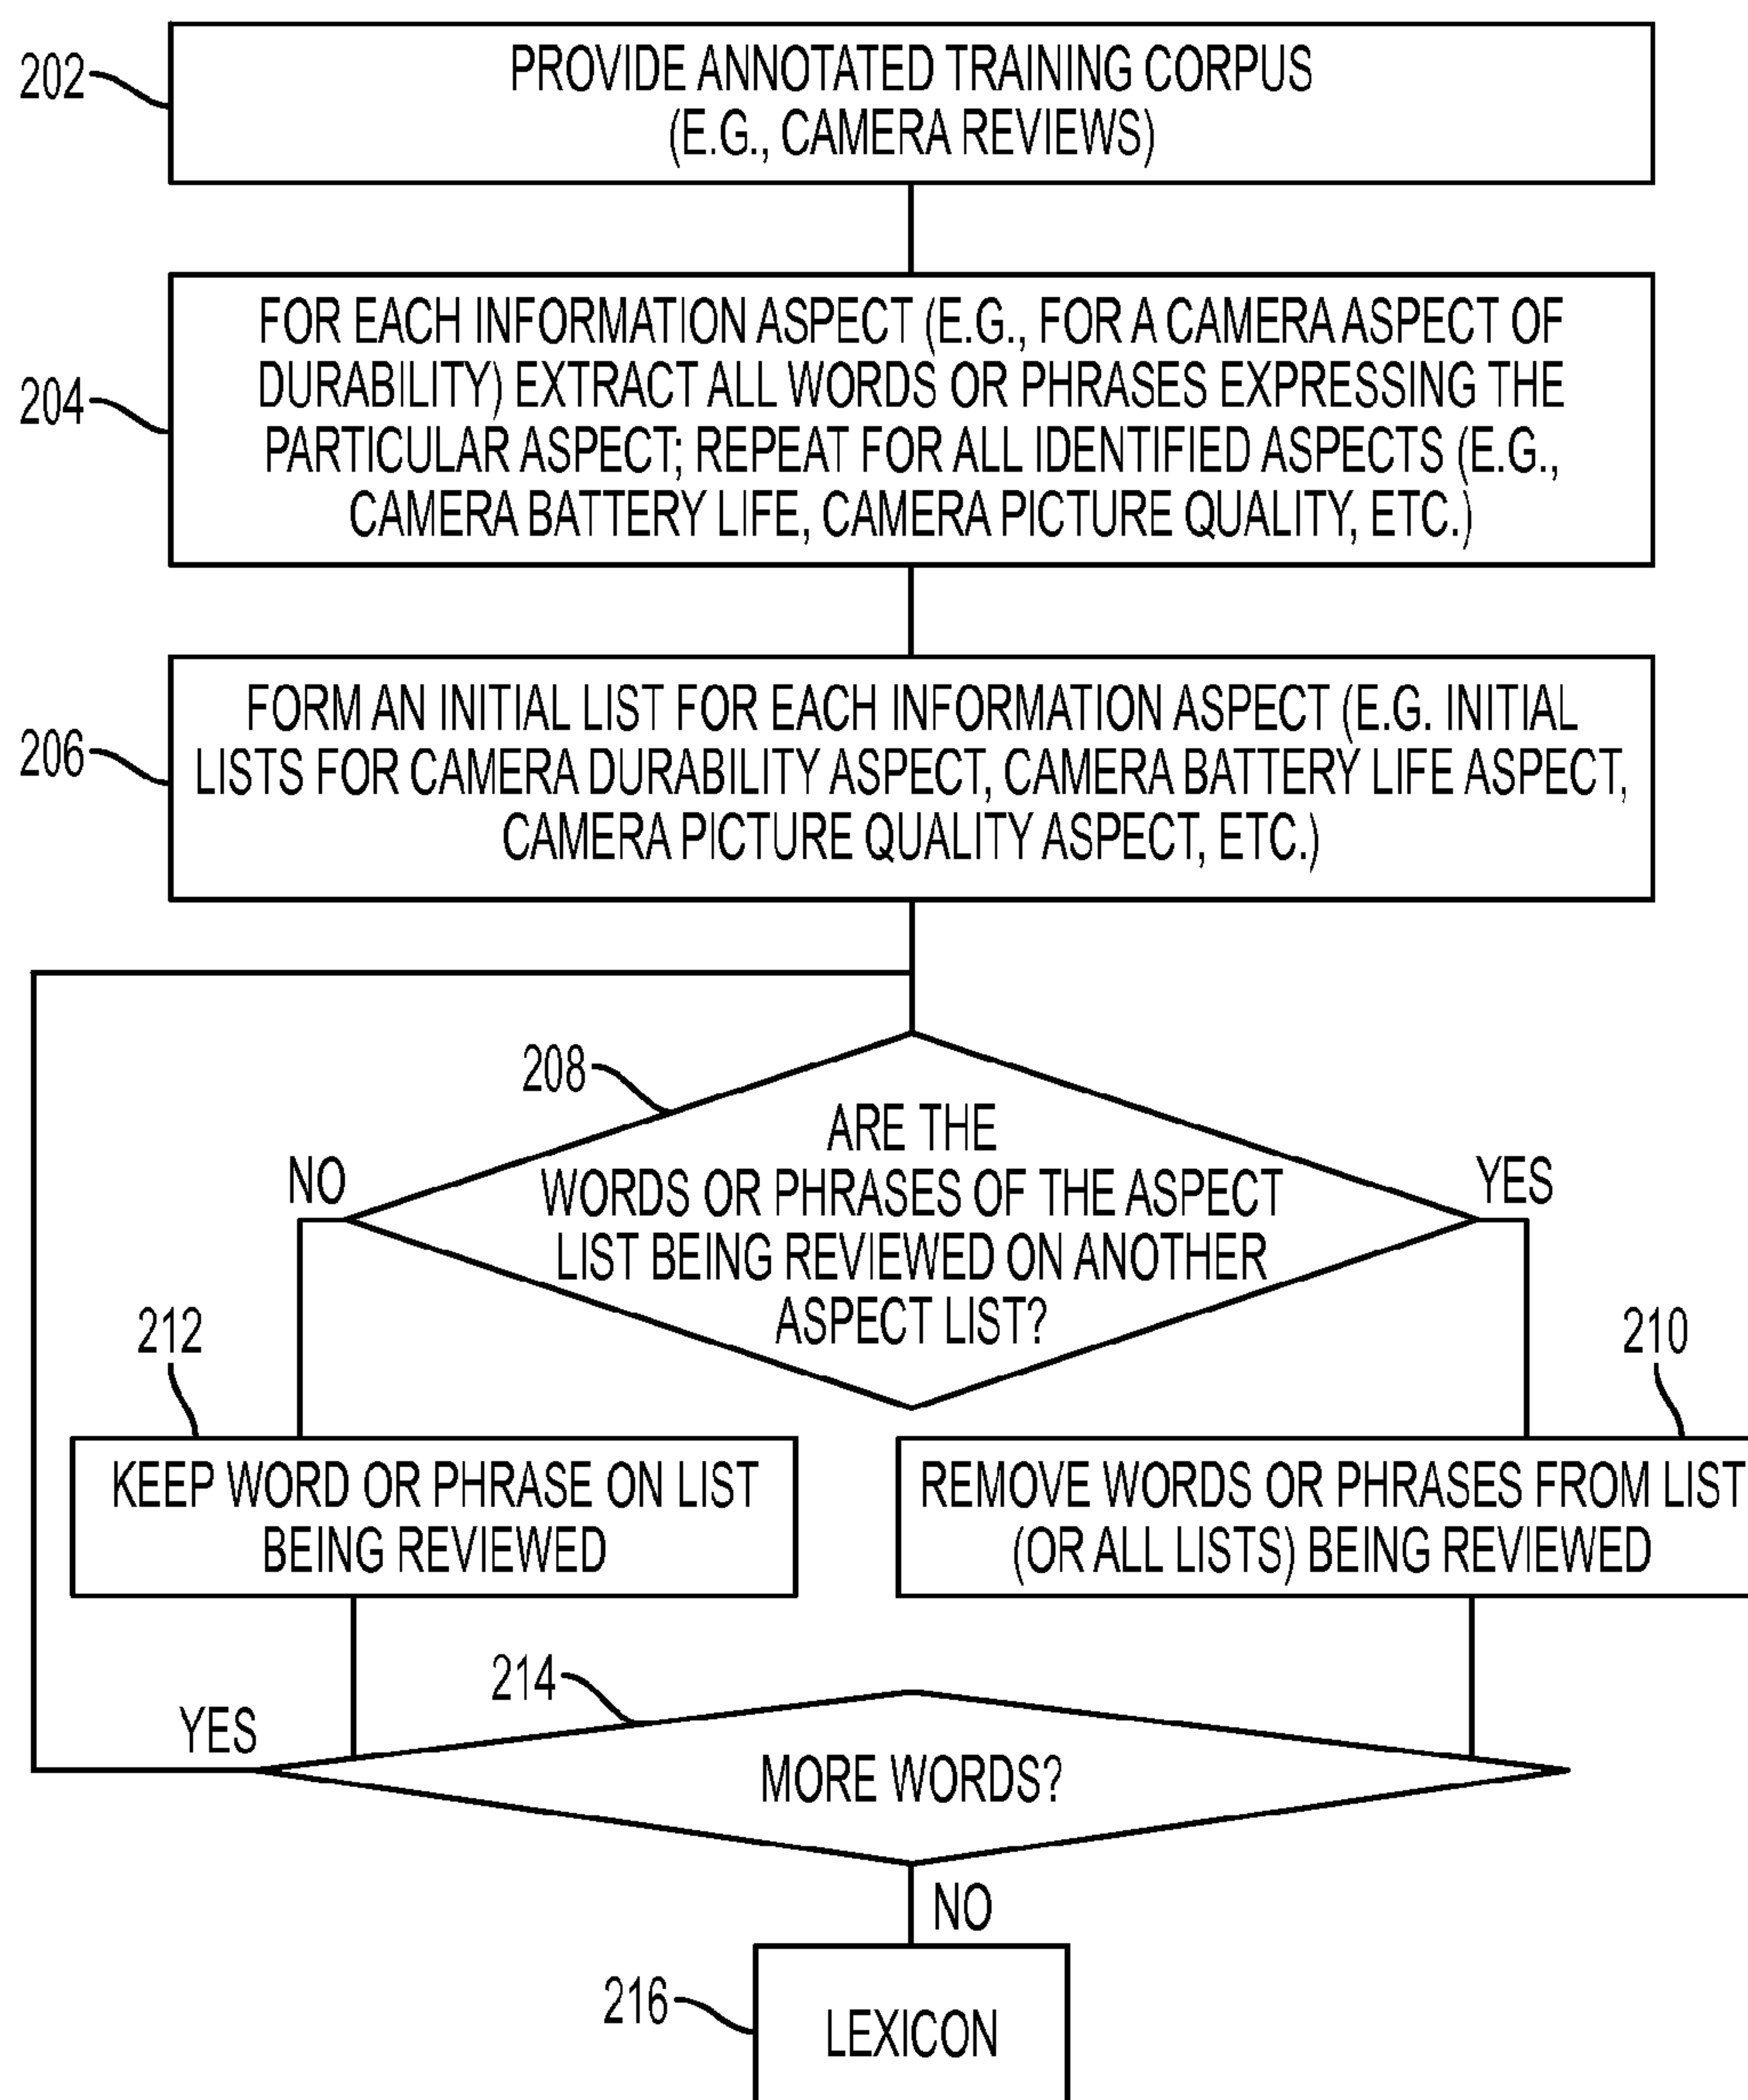 202
PROVIDE ANNOTATED TRAINING CORPUS
(E.G., CAMERA REVIEWS)
204
FOR EACH INFORMATION ASPECT (E.G., FOR A CAMERA ASPECT OF
DURABILITY) EXTRACT ALL WORDS OR PHRASES EXPRESSING THE
PARTICULAR ASPECT; REPEAT FOR ALL IDENTIFIED ASPECTS (E.G.,
CAMERA BATTERY LIFE, CAMERA PICTURE QUALITY, ETC.)
206
FORM AN INITIAL LIST FOR EACH INFORMATION ASPECT (E.G. INITIAL
LISTS FOR CAMERA DURABILITY ASPECT, CAMERA BATTERY LIFE ASPECT,
CAMERA PICTURE QUALITY ASPECT, ETC.)
208
ARE THE
WORDS OR PHRASES OF THE ASPECT
LIST BEING REVIEWED ON ANOTHER
ASPECT LIST?
NO
YES
212
KEEP WORD OR PHRASE ON LIST
BEING REVIEWED
210
REMOVE WORDS OR PHRASES FROM LIST
(OR ALL LISTS) BEING REVIEWED
214
YES
MORE WORDS?
NO
216
LEXICON